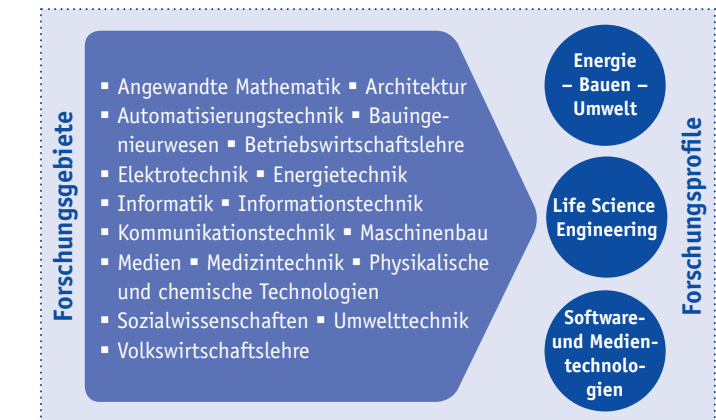 Forschungsgebiete
▪ Angewandte Mathematik ▪ Architektur
▪ Automatisierungstechnik ▪ Bauinge-
nieurwesen ▪ Betriebswirtschaftslehre
▪ Elektrotechnik ▪ Energietechnik
▪ Informatik ▪ Informationstechnik
▪ Kommunikationstechnik ▪ Maschinenbau
▪ Medien ▪ Medizintechnik ▪ Physikalische
und chemische Technologien
▪ Sozialwissenschaften ▪ Umwelttechnik
▪ Volkswirtschaftslehre
Energie
– Bauen –
Umwelt
Life Science
Engineering
Software-
und Medien-
technolo-
gien
Forschungsprofile